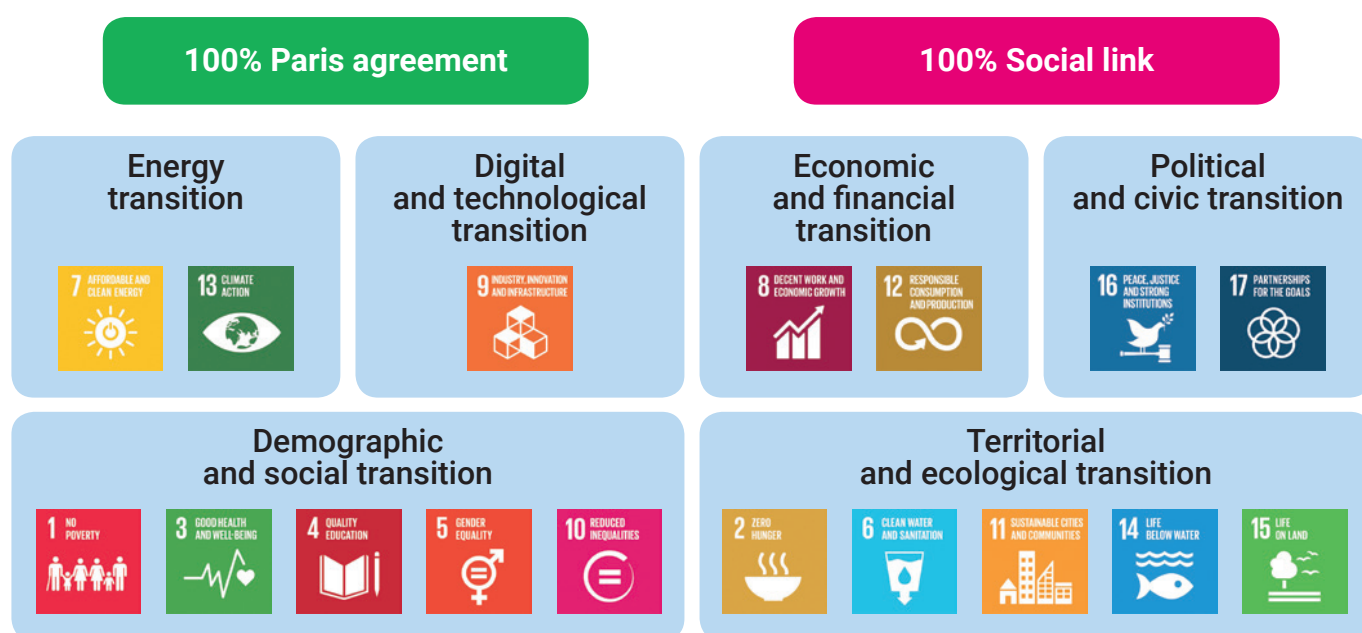 100% Paris agreement
100% Social link
Energy
transition
7 AFFORDABLE AND
CLEAN ENERGY
13 CLIMATE
ACTION
Digital
and technological
transition
9 INDUSTRY, INNOVATION
AND INFRASTRUCTURE
Economic
and financial
transition
8 DECENT WORK AND
ECONOMIC GROWTH
12 RESPONSIBLE
CONSUMPTION
AND PRODUCTION
Political
and civic transition
16 PEACE, JUSTICE
AND STRONG
INSTITUTIONS
17 PARTNERSHIPS
FOR THE GOALS
Demographic
and social transition
1 NO
POVERTY
3 GOOD HEALTH
AND WELL-BEING
4 QUALITY
EDUCATION
5 GENDER
EQUALITY
10 REDUCED
INEQUALITIES
Territorial
and ecological transition
2 ZERO
HUNGER
6 CLEAN WATER
AND SANITATION
11 SUSTAINABLE CITIES
AND COMMUNITIES
14 LIFE
BELOW WATER
15 LIFE
ON LAND